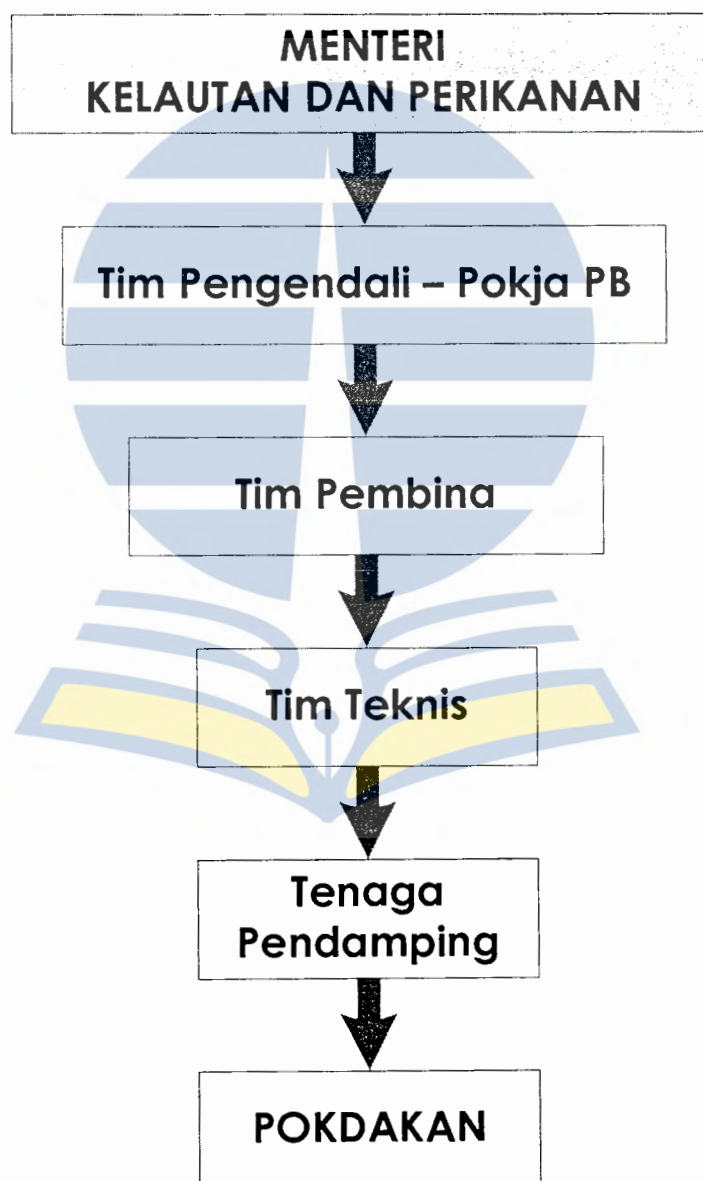 MENTERI
KELAUTAN DAN PERIKANAN
Tim Pengendali – Pokja PB
Tim Pembina
Tim Teknis
Tenaga
Pendamping
POKDAKAN